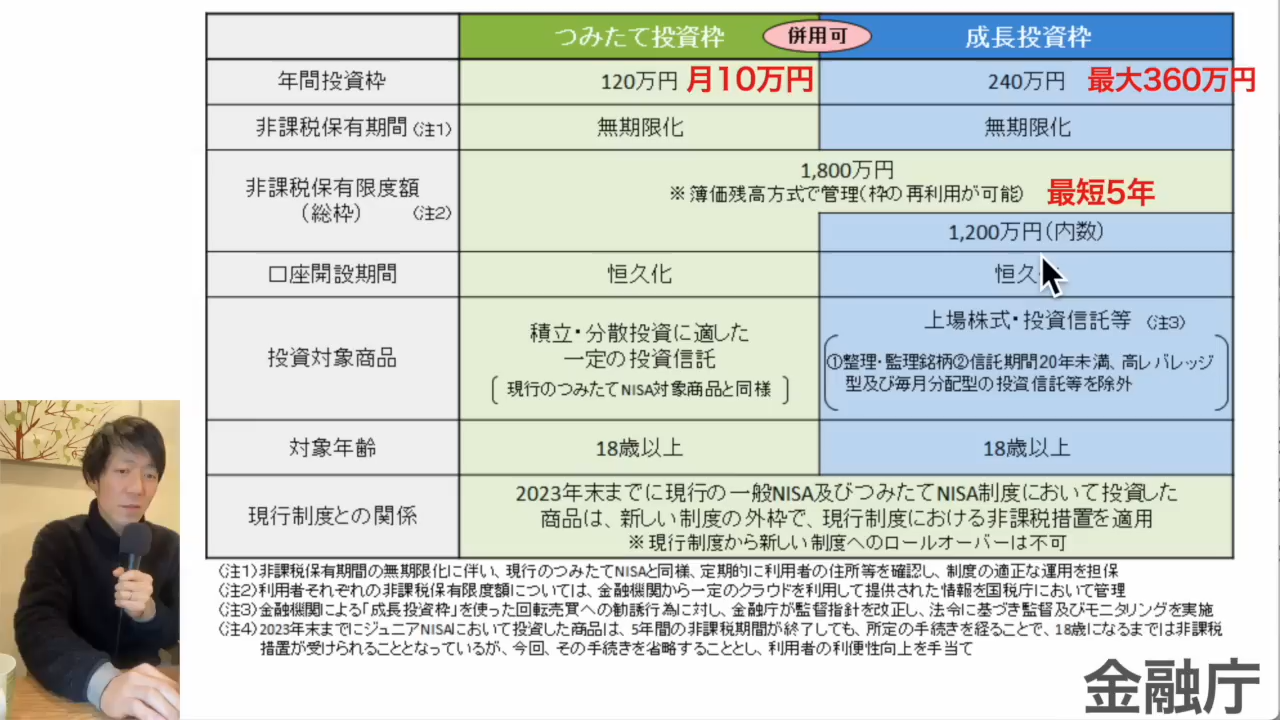 つみたて投資枠 併用可 成長投資枠
年間投資枠 120万円 月10万円 240万円 最大360万円
非課税保有期間（注1） 無期限化 無期限化
非課税保有限度額
（総枠） （注2）
1,800万円
※簿価残高方式で管理（枠の再利用が可能） 最短5年
1,200万円（内数）
口座開設期間 恒久化 恒久
投資対象商品
積立・分散投資に適した
一定の投資信託
〔現行のつみたてNISA対象商品と同様〕
上場株式・投資信託等（注3）
①整理・監理銘柄②信託期間20年未満、高レバレッジ
型及び毎月分配型の投資信託等を除外
対象年齢 18歳以上 18歳以上
現行制度との関係
2023年末までに現行の一般NISA及びつみたてNISA制度において投資した
商品は、新しい制度の外枠で、現行制度における非課税措置を適用
※現行制度から新しい制度へのロールオーバーは不可
（注1）非課税保有期間の無期限化に伴い、現行のつみたてNISAと同様、定期的に利用者の住所等を確認し、制度の適正な運用を担保
（注2）利用者それぞれの非課税保有限度額については、金融機関から一定のクラウドを利用して提供された情報を国税庁において管理
（注3）金融機関による「成長投資枠」を使った回転売買への勧誘行為に対し、金融庁が監督指針を改正し、法令に基づき監督及びモニタリングを実施
（注4）2023年末までにジュニアNISAにおいて投資した商品は、5年間の非課税期間が終了しても、所定の手続きを経ることで、18歳になるまでは非課税
措置が受けられることとなっているが、今回、その手続きを省略することとし、利用者の利便性向上を手当て
金融庁